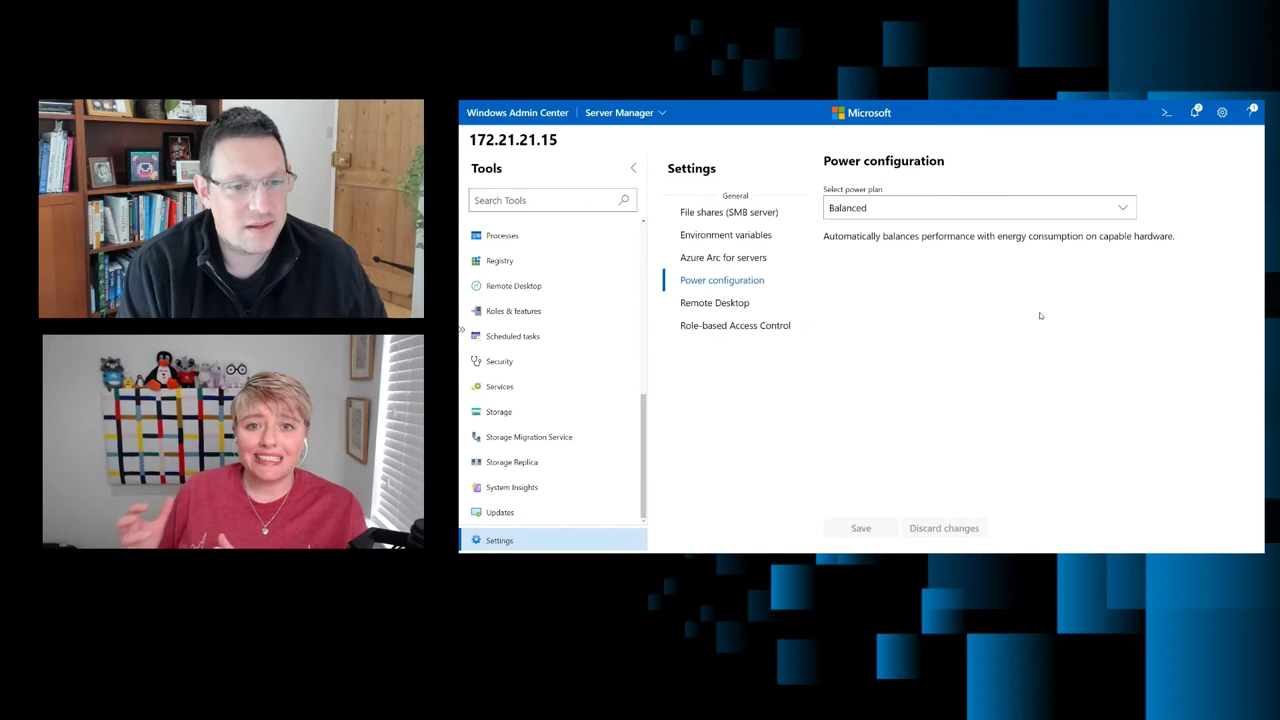 Windows Admin Center
Server Manager
Microsoft
172.21.21.15
Tools
Search Tools
Processes
Registry
Remote Desktop
Roles & features
Scheduled tasks
Security
Services
Storage
Storage Migration Service
Storage Replica
System Insights
Updates
Settings
Settings
General
File shares (SMB server)
Environment variables
Azure Arc for servers
Power configuration
Remote Desktop
Role-based Access Control
Power configuration
Select power plan
Balanced
Automatically balances performance with energy consumption on capable hardware.
Save
Discard changes